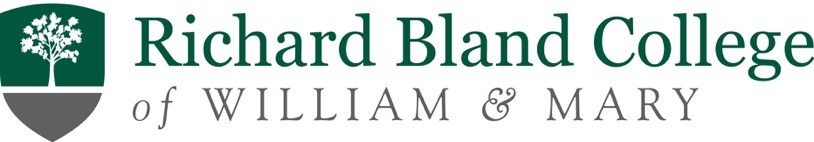 Richard Bland College
of WILLIAM & MARY